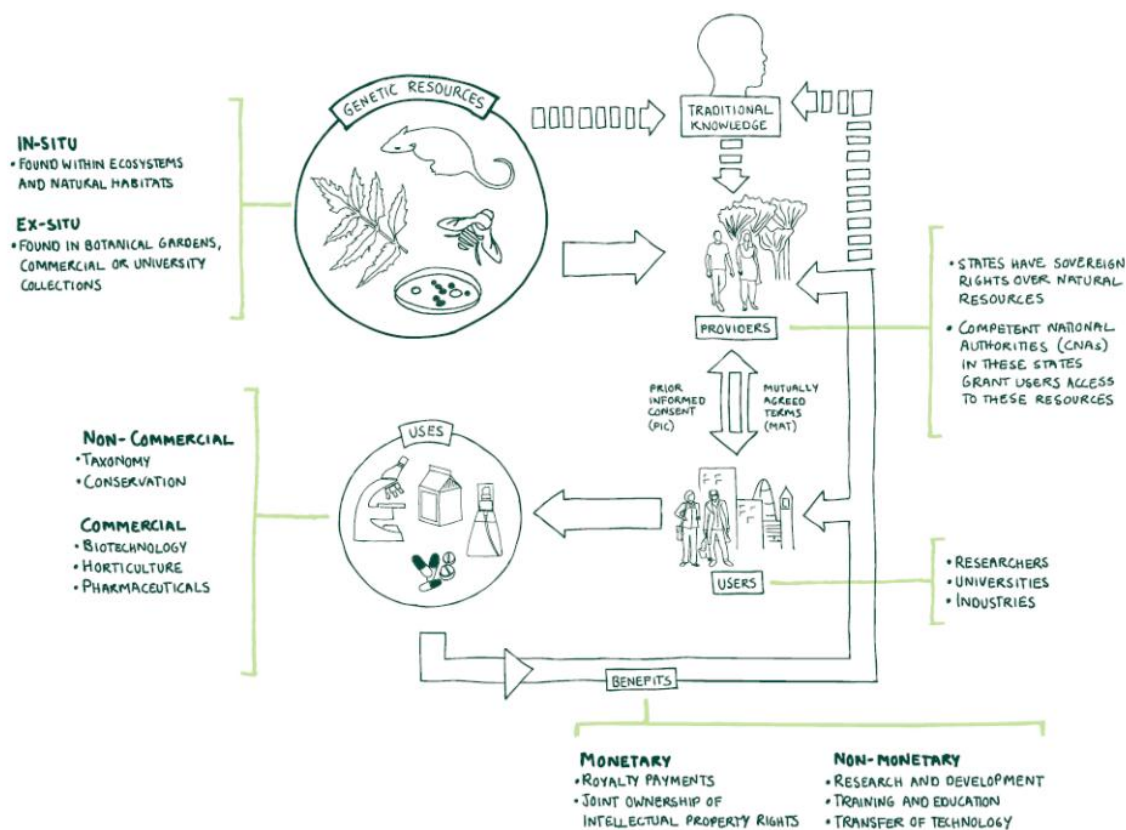 GENETIC RESOURCES
TRADITIONAL
KNOWLEDGE
IN-SITU
• FOUND WITHIN ECOSYSTEMS
AND NATURAL HABITATS
EX-SITU
• FOUND IN BOTANICAL GARDENS,
COMMERCIAL OR UNIVERSITY
COLLECTIONS
PROVIDERS
• STATES HAVE SOVEREIGN
RIGHTS OVER NATURAL
RESOURCES
• COMPETENT NATIONAL
AUTHORITIES (CNAs)
IN THESE STATES
GRANT USERS ACCESS
TO THESE RESOURCES
PRIOR
INFORMED
CONSENT
(PIC)
MUTUALLY
AGREED
TERMS
(MAT)
USES
NON-COMMERCIAL
• TAXONOMY
• CONSERVATION
COMMERCIAL
• BIOTECHNOLOGY
• HORTICULTURE
• PHARMACEUTICALS
USERS
• RESEARCHERS
• UNIVERSITIES
• INDUSTRIES
BENEFITS
MONETARY
• ROYALTY PAYMENTS
• JOINT OWNERSHIP OF
INTELLECTUAL PROPERTY RIGHTS
NON-MONETARY
• RESEARCH AND DEVELOPMENT
• TRAINING AND EDUCATION
• TRANSFER OF TECHNOLOGY